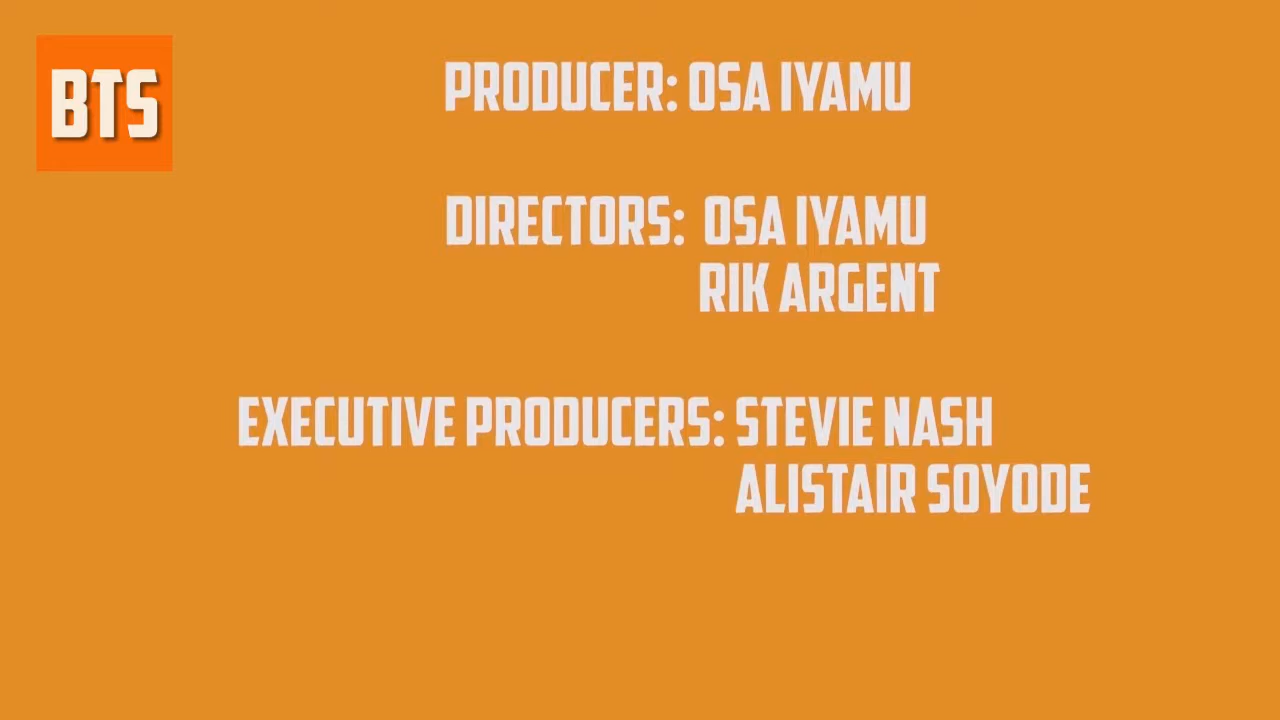 BTS
PRODUCER: OSA IYAMU
DIRECTORS: OSA IYAMU
RIK ARGENT
EXECUTIVE PRODUCERS: STEVIE NASH
ALISTAIR SOYODE